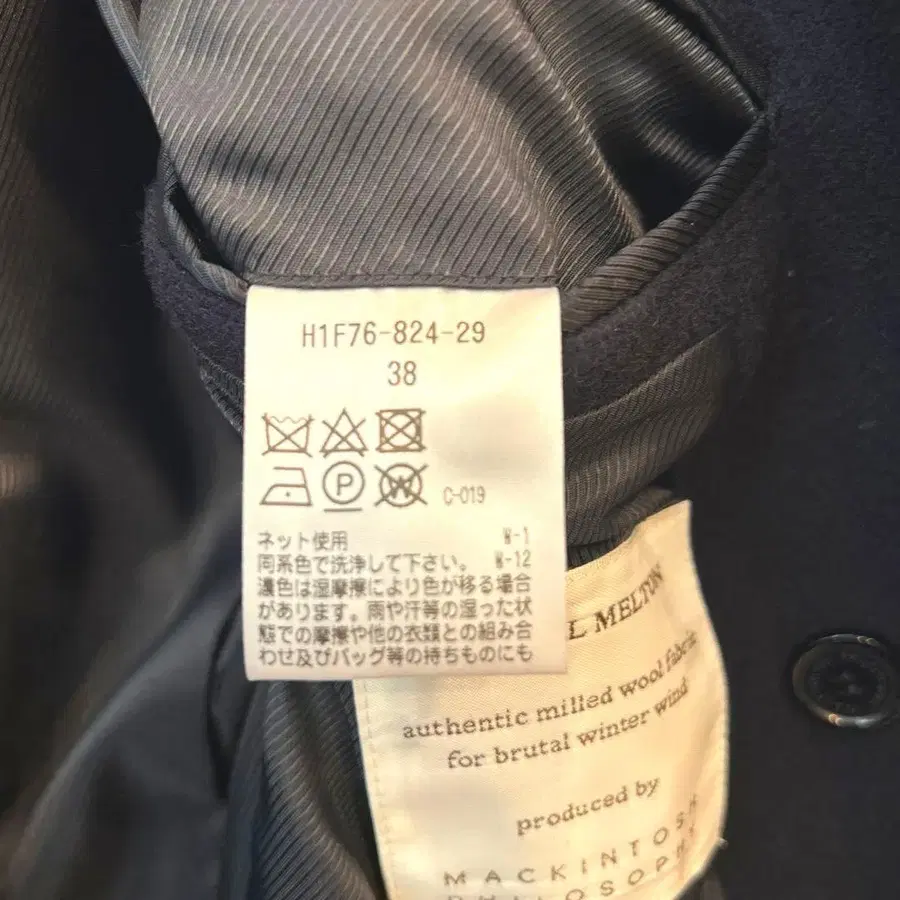 H1F76-824-29
38
P W C-019
ネット使用 W-1
同系色で洗浄して下さい。 W-12
濃色は湿摩擦により色が移る場合
があります。雨や汗等の湿った状
態での摩擦や他の衣類との組み合
わせ及びバッグ等の持ちものにも
L MELTON
authentic milled wool fabric
for brutal winter wind
produced by
MACKINTOSH
PHILOSOPHY